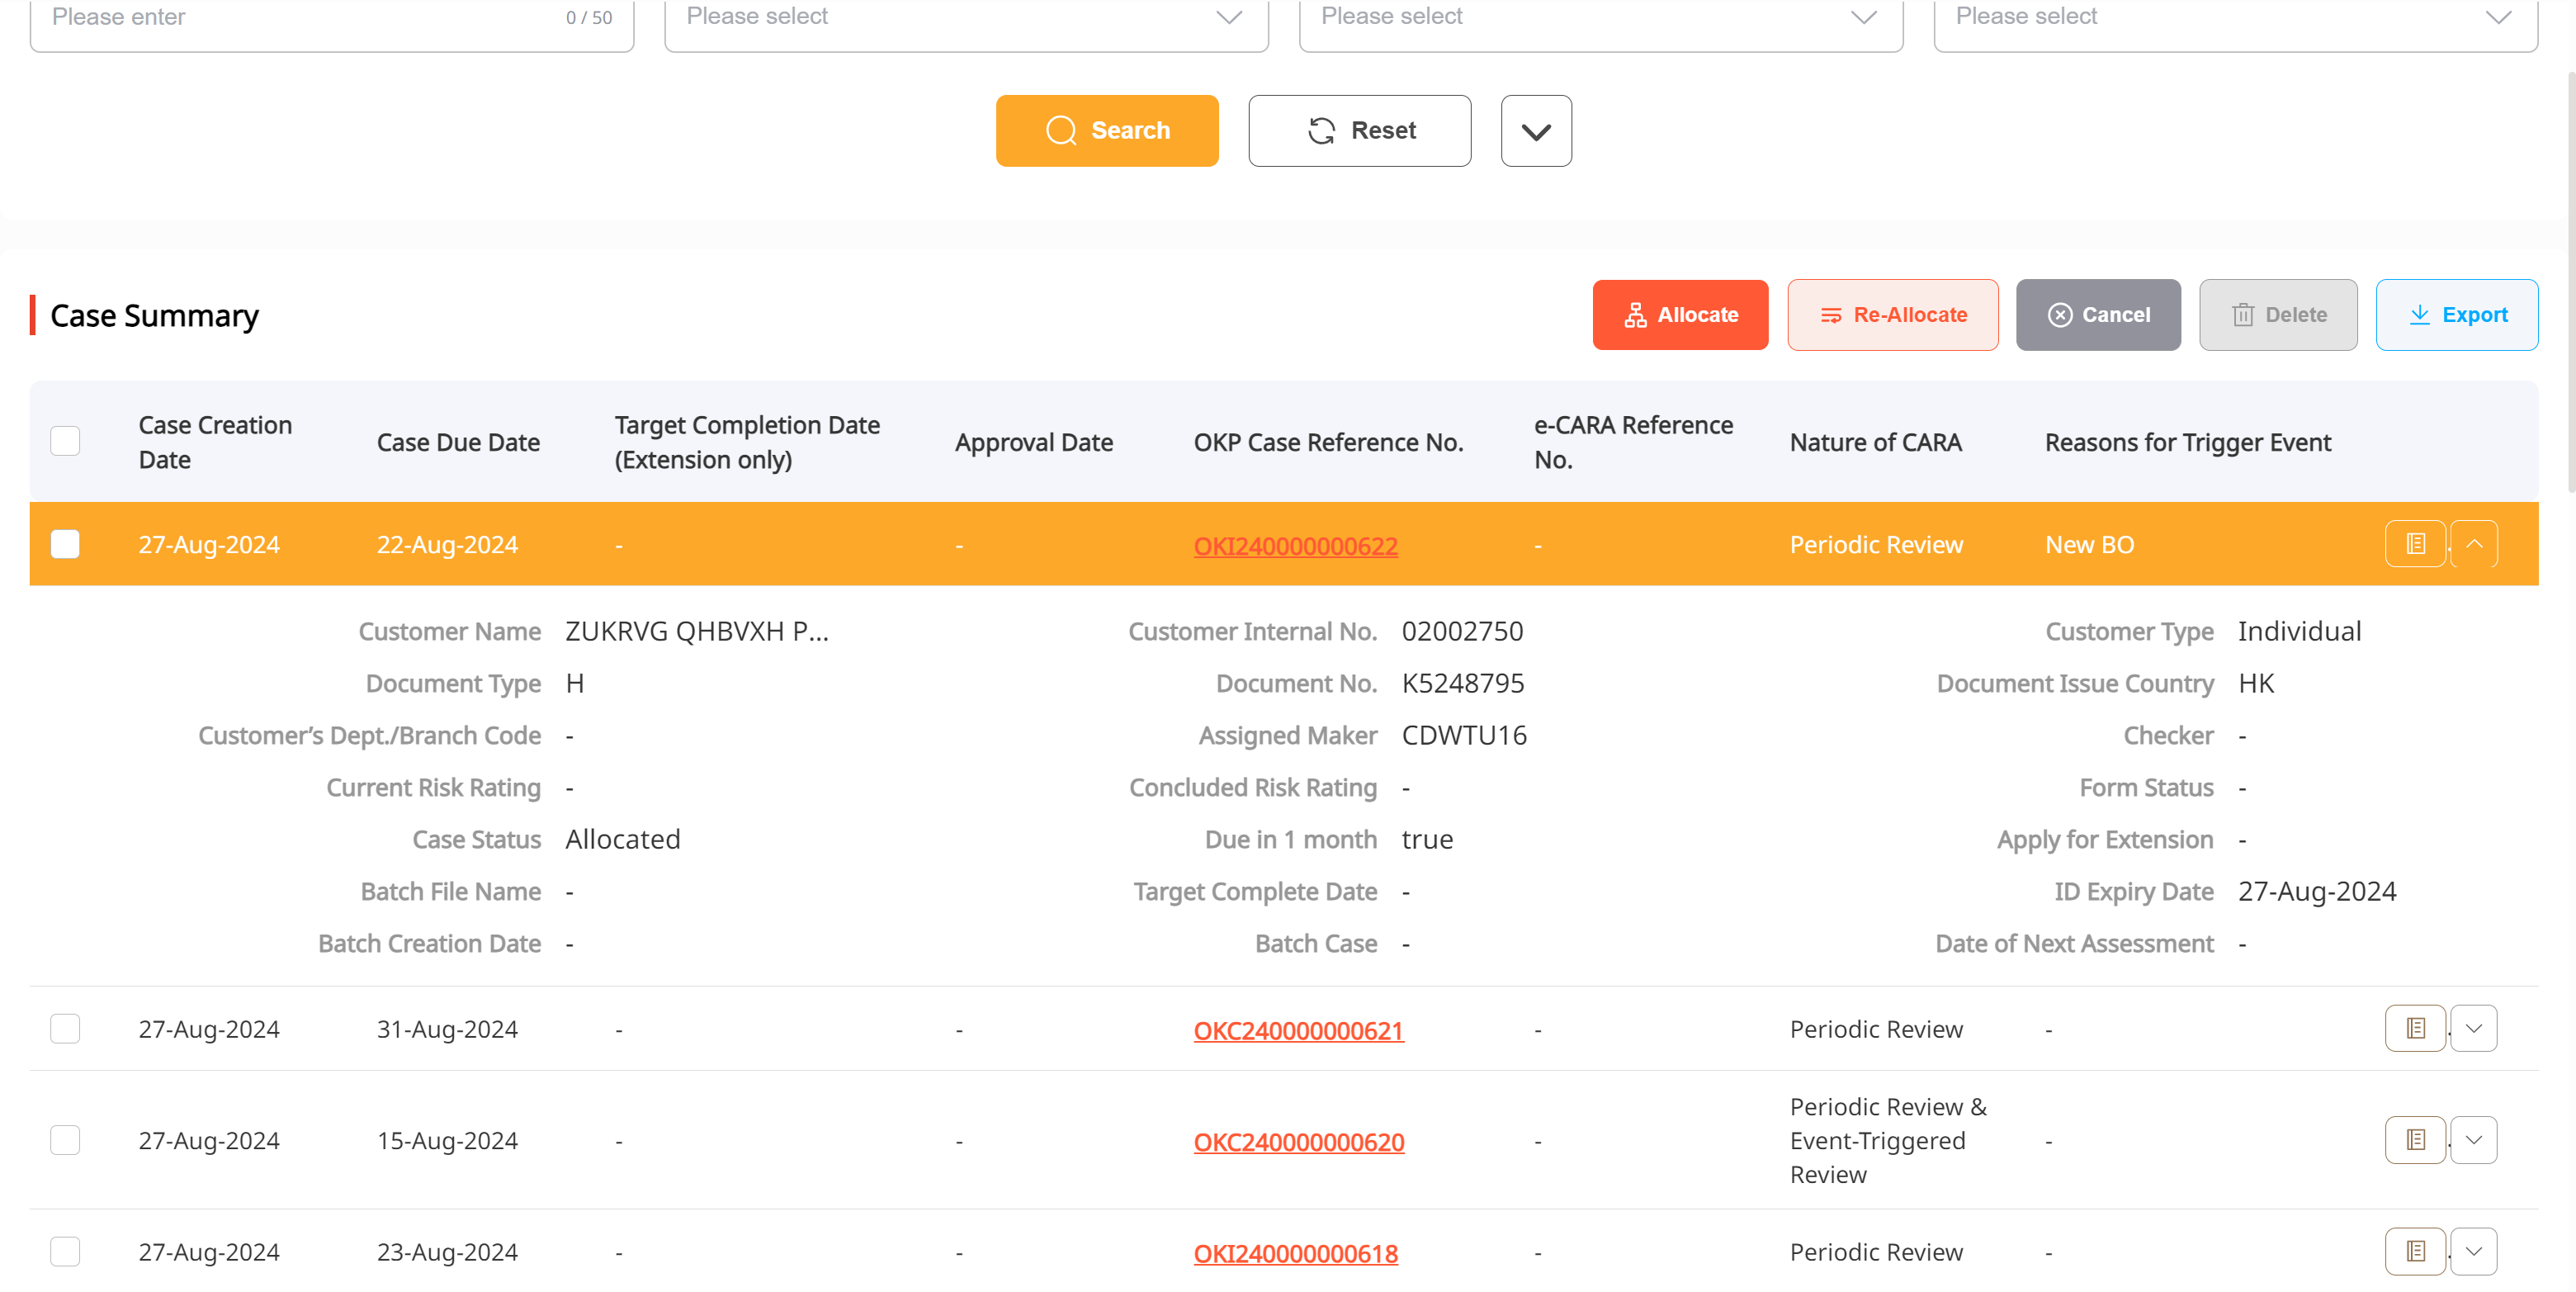 Please enter 0 / 50 Please select Please select Please select
Search Reset
Case Summary Allocate Re-Allocate Cancel Delete Export
Case Creation Date Case Due Date Target Completion Date (Extension only) Approval Date OKP Case Reference No. e-CARA Reference No. Nature of CARA Reasons for Trigger Event
27-Aug-2024 22-Aug-2024 - - OKI240000000622 - Periodic Review New BO
Customer Name ZUKRVG QHBVXH P... Customer Internal No. 02002750 Customer Type Individual
Document Type H Document No. K5248795 Document Issue Country HK
Customer’s Dept./Branch Code - Assigned Maker CDWTU16 Checker -
Current Risk Rating - Concluded Risk Rating - Form Status -
Case Status Allocated Due in 1 month true Apply for Extension -
Batch File Name - Target Complete Date - ID Expiry Date 27-Aug-2024
Batch Creation Date - Batch Case - Date of Next Assessment -
27-Aug-2024 31-Aug-2024 - - OKC240000000621 - Periodic Review -
27-Aug-2024 15-Aug-2024 - - OKC240000000620 - Periodic Review & Event-Triggered Review -
27-Aug-2024 23-Aug-2024 - - OKI240000000618 - Periodic Review -